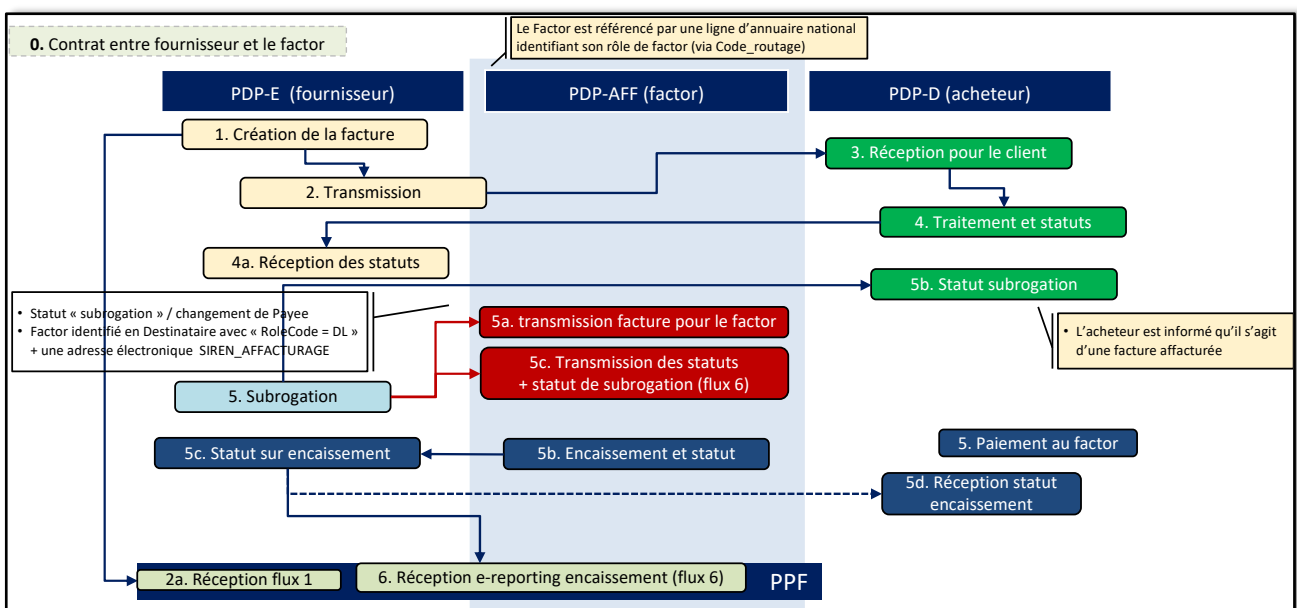 0. Contrat entre fournisseur et le factor
Le Factor est référencé par une ligne d'annuaire national
identifiant son rôle de factor (via Code_routage)
PDP-E (fournisseur)
PDP-AFF (factor)
PDP-D (acheteur)
1. Création de la facture
3. Réception pour le client
2. Transmission
4. Traitement et statuts
4a. Réception des statuts
5b. Statut subrogation
• Statut « subrogation » / changement de Payee
• Factor identifié en Destinataire avec « RoleCode = DL »
+ une adresse électronique SIREN_AFFACTURAGE
5a. transmission facture pour le factor
• L'acheteur est informé qu'il s'agit
d'une facture affacturée
5c. Transmission des statuts
+ statut de subrogation (flux 6)
5. Subrogation
5c. Statut sur encaissement
5b. Encaissement et statut
5. Paiement au factor
5d. Réception statut
encaissement
2a. Réception flux 1
6. Réception e-reporting encaissement (flux 6)
PPF